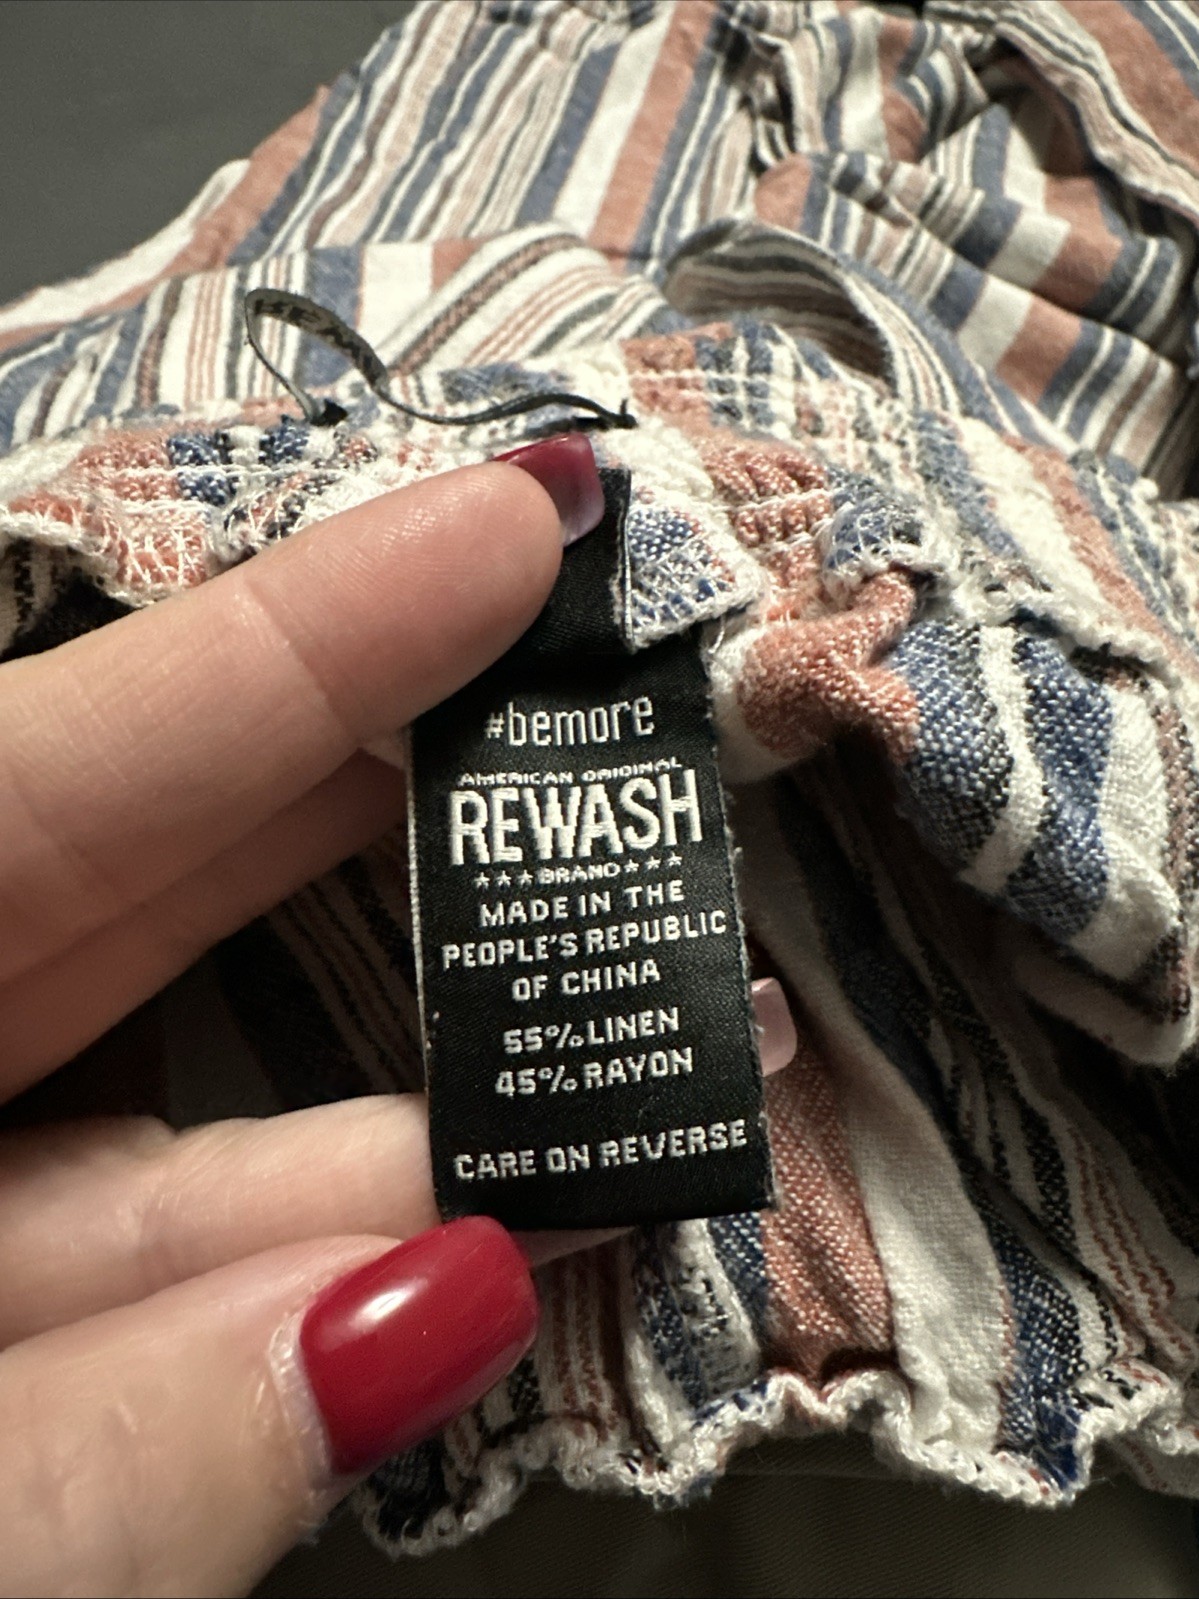 #bemore
AMERICAN ORIGINAL
REWASH
★★★BRAND★★★
MADE IN THE
PEOPLE'S REPUBLIC
OF CHINA
55% LINEN
45% RAYON
CARE ON REVERSE